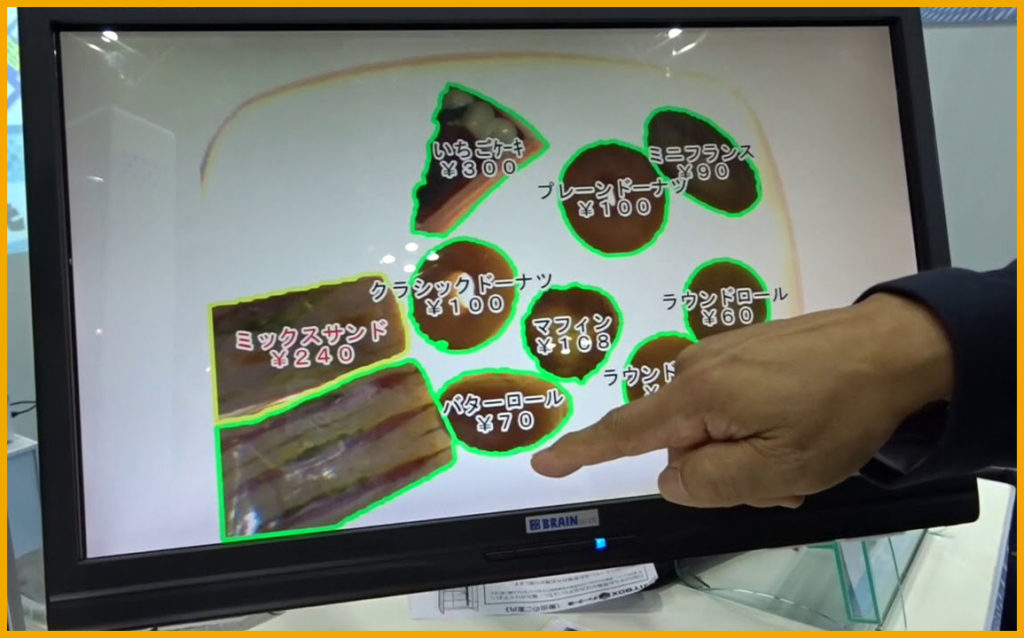 いちごケーキ
¥300
ミニフランス
¥90
プレーンドーナツ
¥100
クラシックドーナツ
¥100
ラウンドロール
¥60
マフィン
¥168
ミックスサンド
¥240
ラウンド
¥
バターロール
¥70
BRAIN